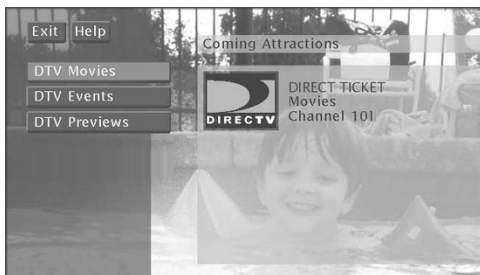 Exit Help
Coming Attractions
DTV Movies
DTV Events
DTV Previews
DIRECTV
DIRECT TICKET
Movies
Channel 101